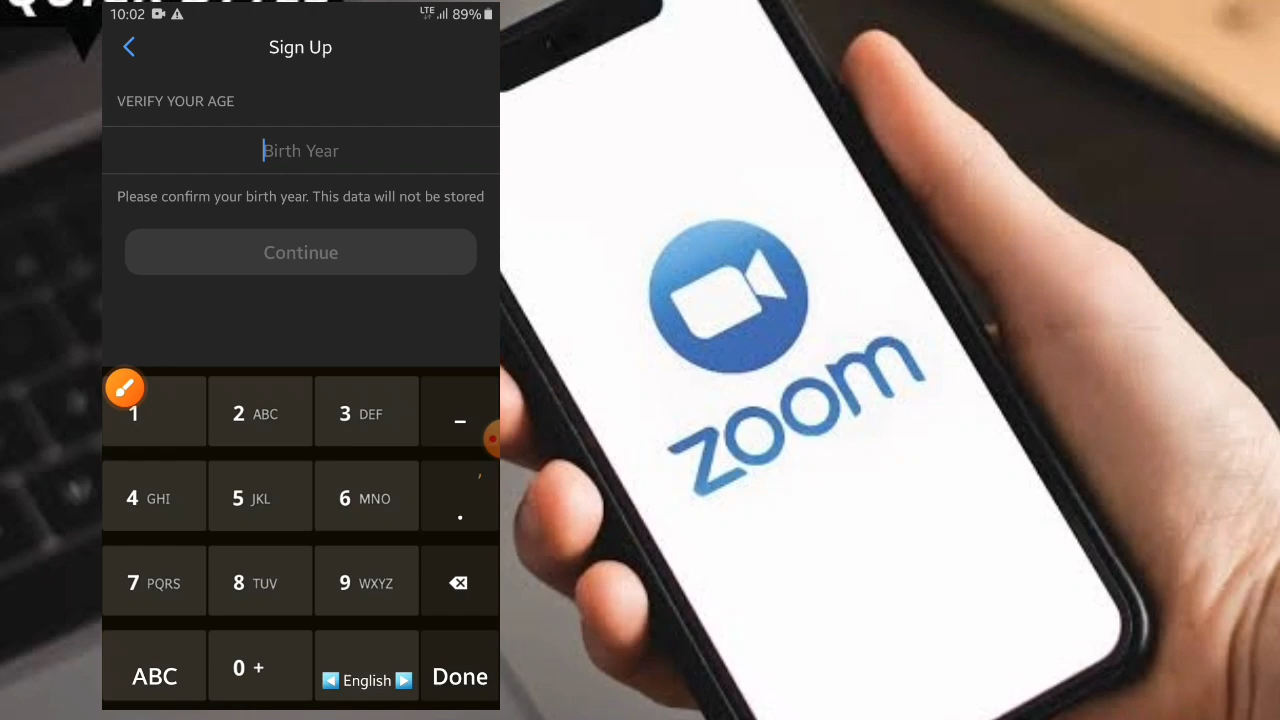 10:02
LTE
89%
Sign Up
VERIFY YOUR AGE
Birth Year
Please confirm your birth year. This data will not be stored
Continue
1
2 ABC
3 DEF
–
4 GHI
5 JKL
6 MNO
, .
7 PQRS
8 TUV
9 WXYZ
ABC
0 +
English
Done
zoom